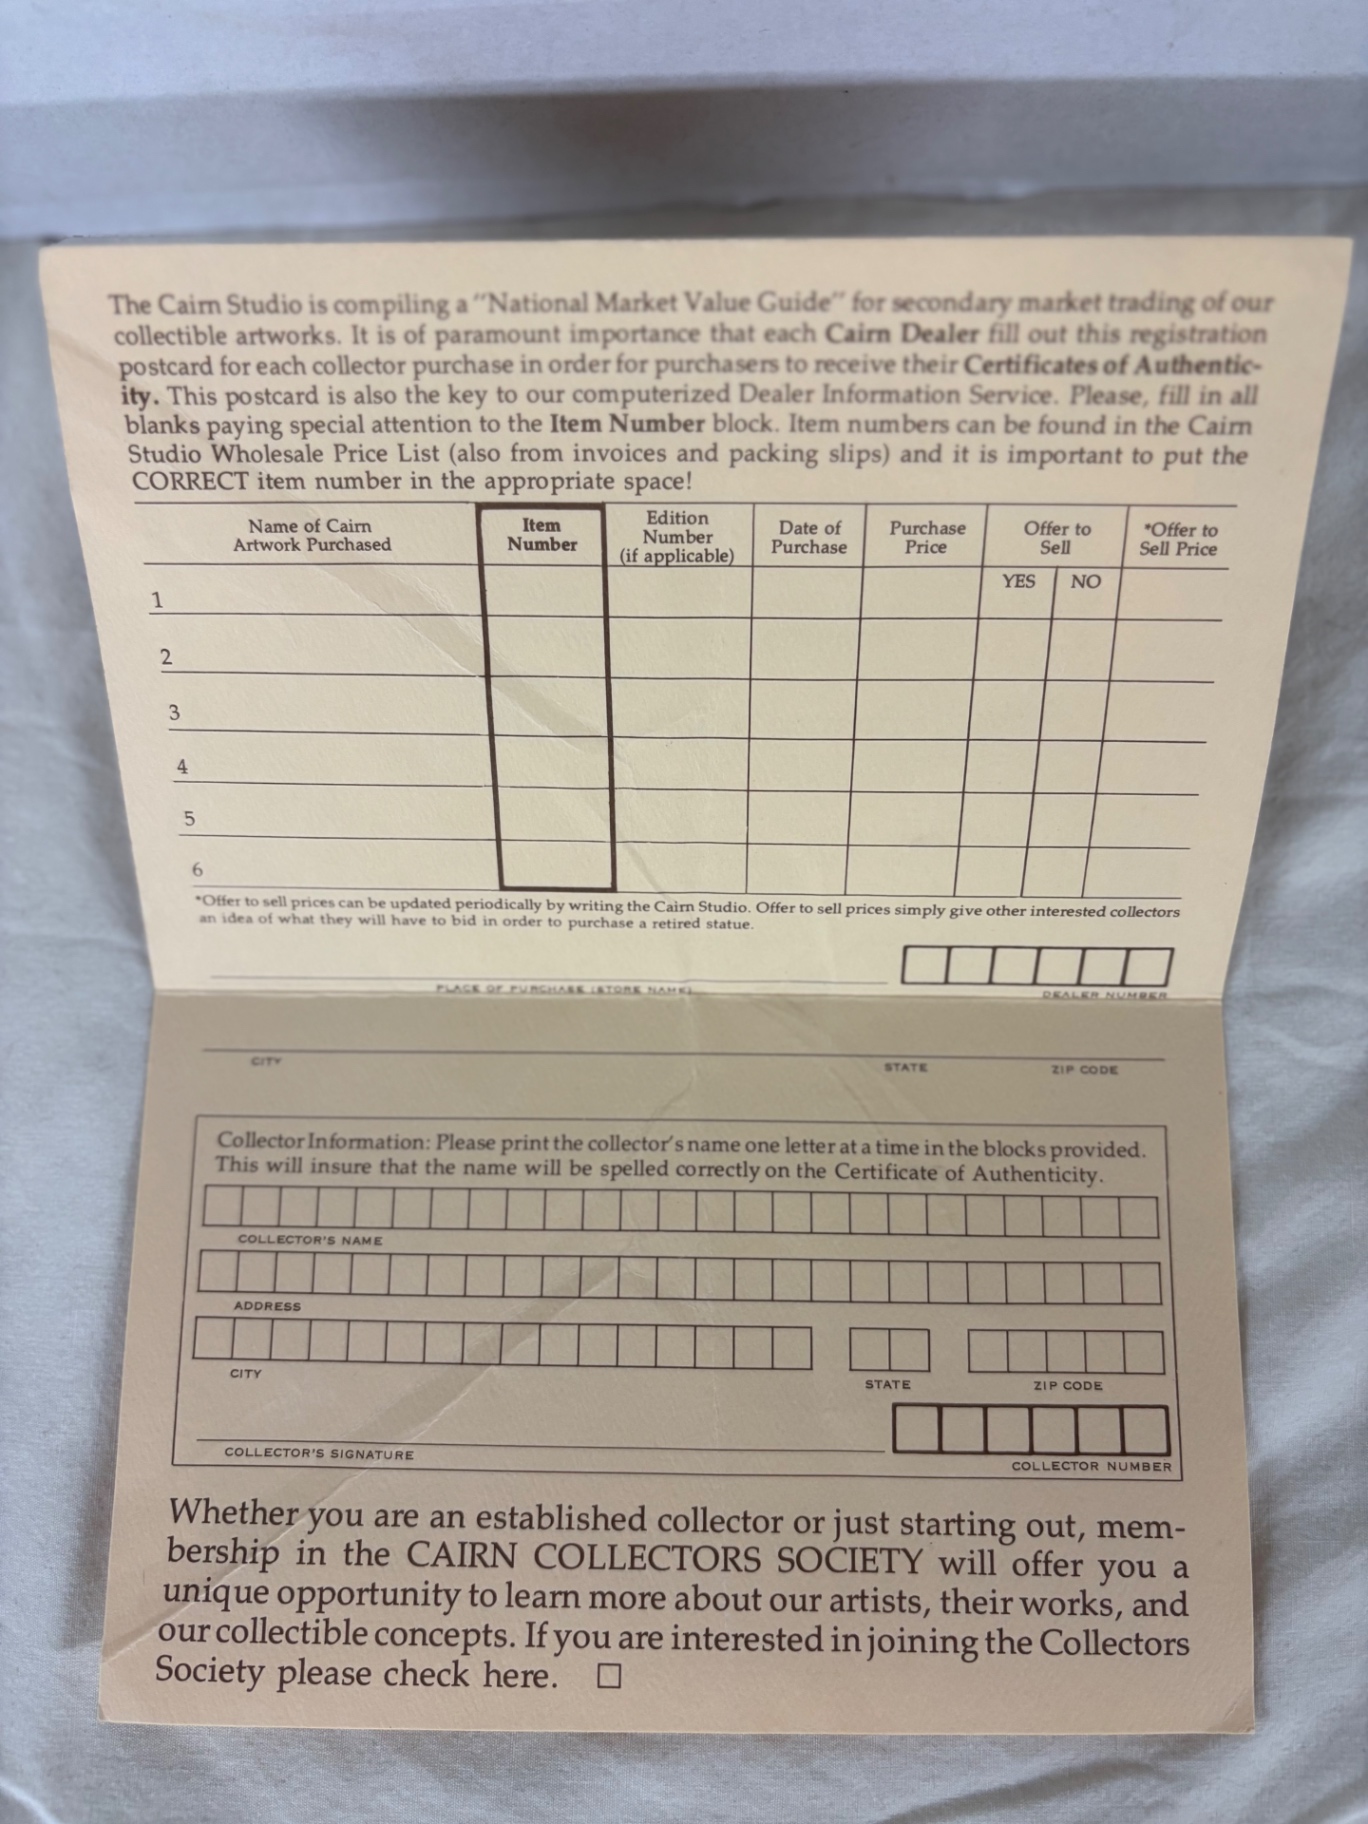 The Cairn Studio is compiling a "National Market Value Guide" for secondary market trading of our
collectible artworks. It is of paramount importance that each Cairn Dealer fill out this registration
postcard for each collector purchase in order for purchasers to receive their Certificates of Authentic-
ity. This postcard is also the key to our computerized Dealer Information Service. Please, fill in all
blanks paying special attention to the Item Number block. Item numbers can be found in the Cairn
Studio Wholesale Price List (also from invoices and packing slips) and it is important to put the
CORRECT item number in the appropriate space!
Name of Cairn
Artwork Purchased
Item
Number
Edition
Number
(if applicable)
Date of
Purchase
Purchase
Price
Offer to
Sell
*Offer to
Sell Price
YES NO
1
2
3
4
5
6
*Offer to sell prices can be updated periodically by writing the Cairn Studio. Offer to sell prices simply give other interested collectors
an idea of what they will have to bid in order to purchase a retired statue.
PLACE OF PURCHASE (STORE NAME)
DEALER NUMBER
CITY STATE ZIP CODE
Collector Information: Please print the collector's name one letter at a time in the blocks provided.
This will insure that the name will be spelled correctly on the Certificate of Authenticity.
COLLECTOR'S NAME
ADDRESS
CITY STATE ZIP CODE
COLLECTOR'S SIGNATURE COLLECTOR NUMBER
Whether you are an established collector or just starting out, mem-
bership in the CAIRN COLLECTORS SOCIETY will offer you a
unique opportunity to learn more about our artists, their works, and
our collectible concepts. If you are interested in joining the Collectors
Society please check here. □